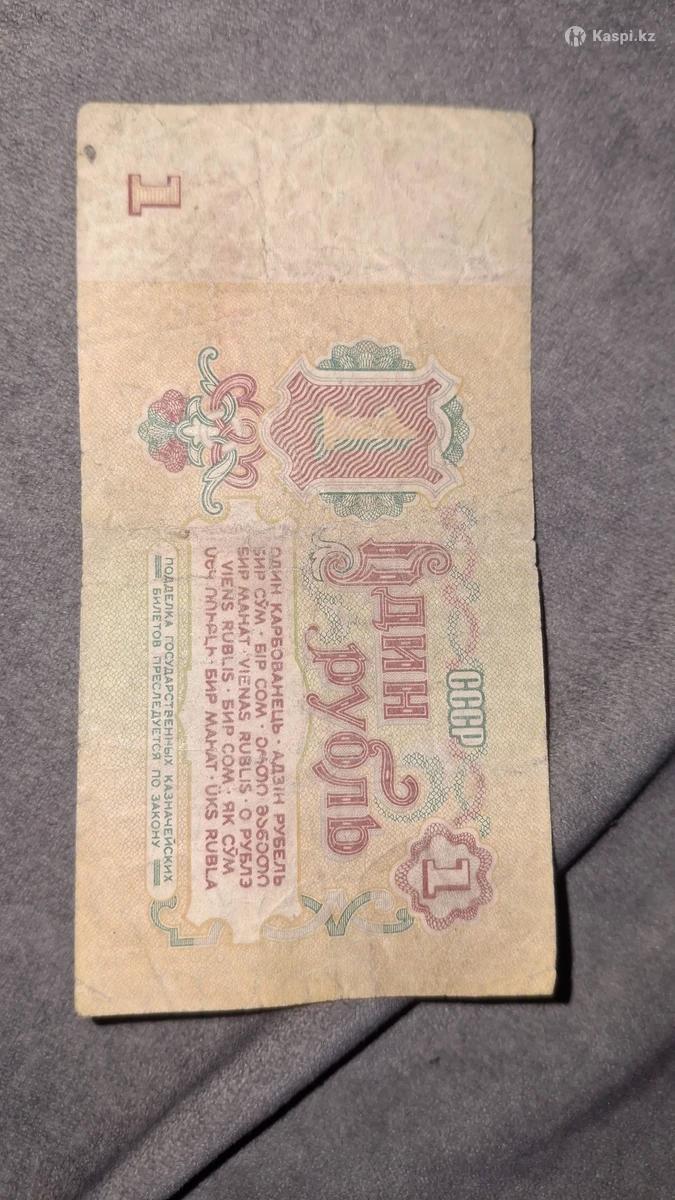 Kaspi.kz
1
1
СССР
Один
рубль
1
ОДИН КАРБОВАНЕЦЬ · АДЗІН РУБЕЛЬ
БИР СЎМ · БІР СОМ · ᲔᲠᲗᲘ ᲛᲐᲜᲔᲗᲘ
БИР МАНАТ · VIENAS RUBLIS · О РУБЛЭ
VIENS RUBLIS · БИР СОМ · ЯК СЎМ
ՄԵԿ ՌՈՒԲԼԻ · БИР МАНАТ · ÜKS RUBLA
ПОДДЕЛКА ГОСУДАРСТВЕННЫХ КАЗНАЧЕЙСКИХ
БИЛЕТОВ ПРЕСЛЕДУЕТСЯ ПО ЗАКОНУ